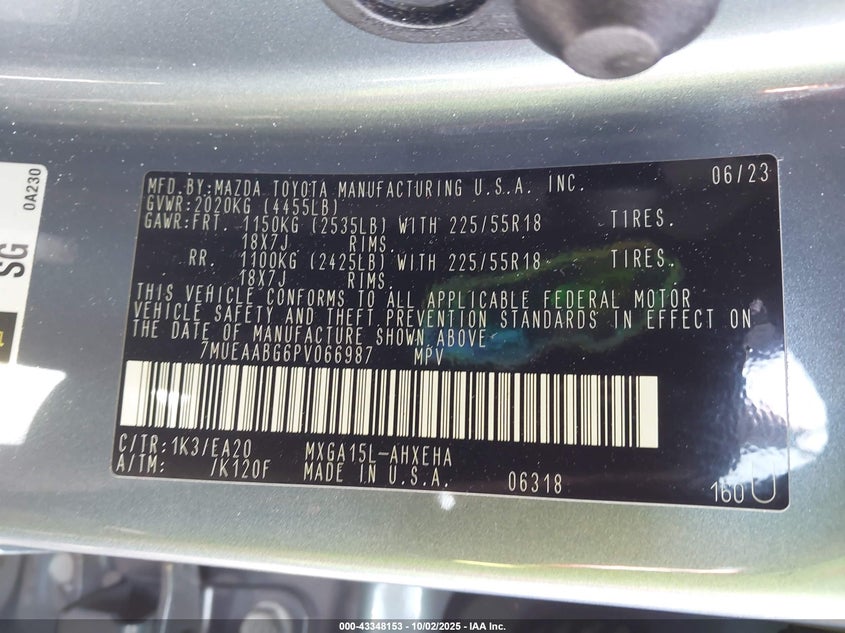 MFD.BY:MAZDA TOYOTA MANUFACTURING U.S.A. INC. 06/23
GVWR:2020KG (4455LB)
GAWR:FRT. 1150KG (2535LB) WITH 225/55R18 TIRES.
18X7J RIMS.
RR. 1100KG (2425LB) WITH 225/55R18 TIRES.
18X7J RIMS.
THIS VEHICLE CONFORMS TO ALL APPLICABLE FEDERAL MOTOR
VEHICLE SAFETY AND THEFT PREVENTION STANDARDS IN EFFECT ON
THE DATE OF MANUFACTURE SHOWN ABOVE
7MUEAABG6PV066987 MPV
C/TR:1K3/EA20 MXGA15L-AHXEHA
A/TM: /K120F MADE IN U.S.A. 06318
160U
0A230
SG
000-43348153 - 10/02/2025 - IAA Inc.